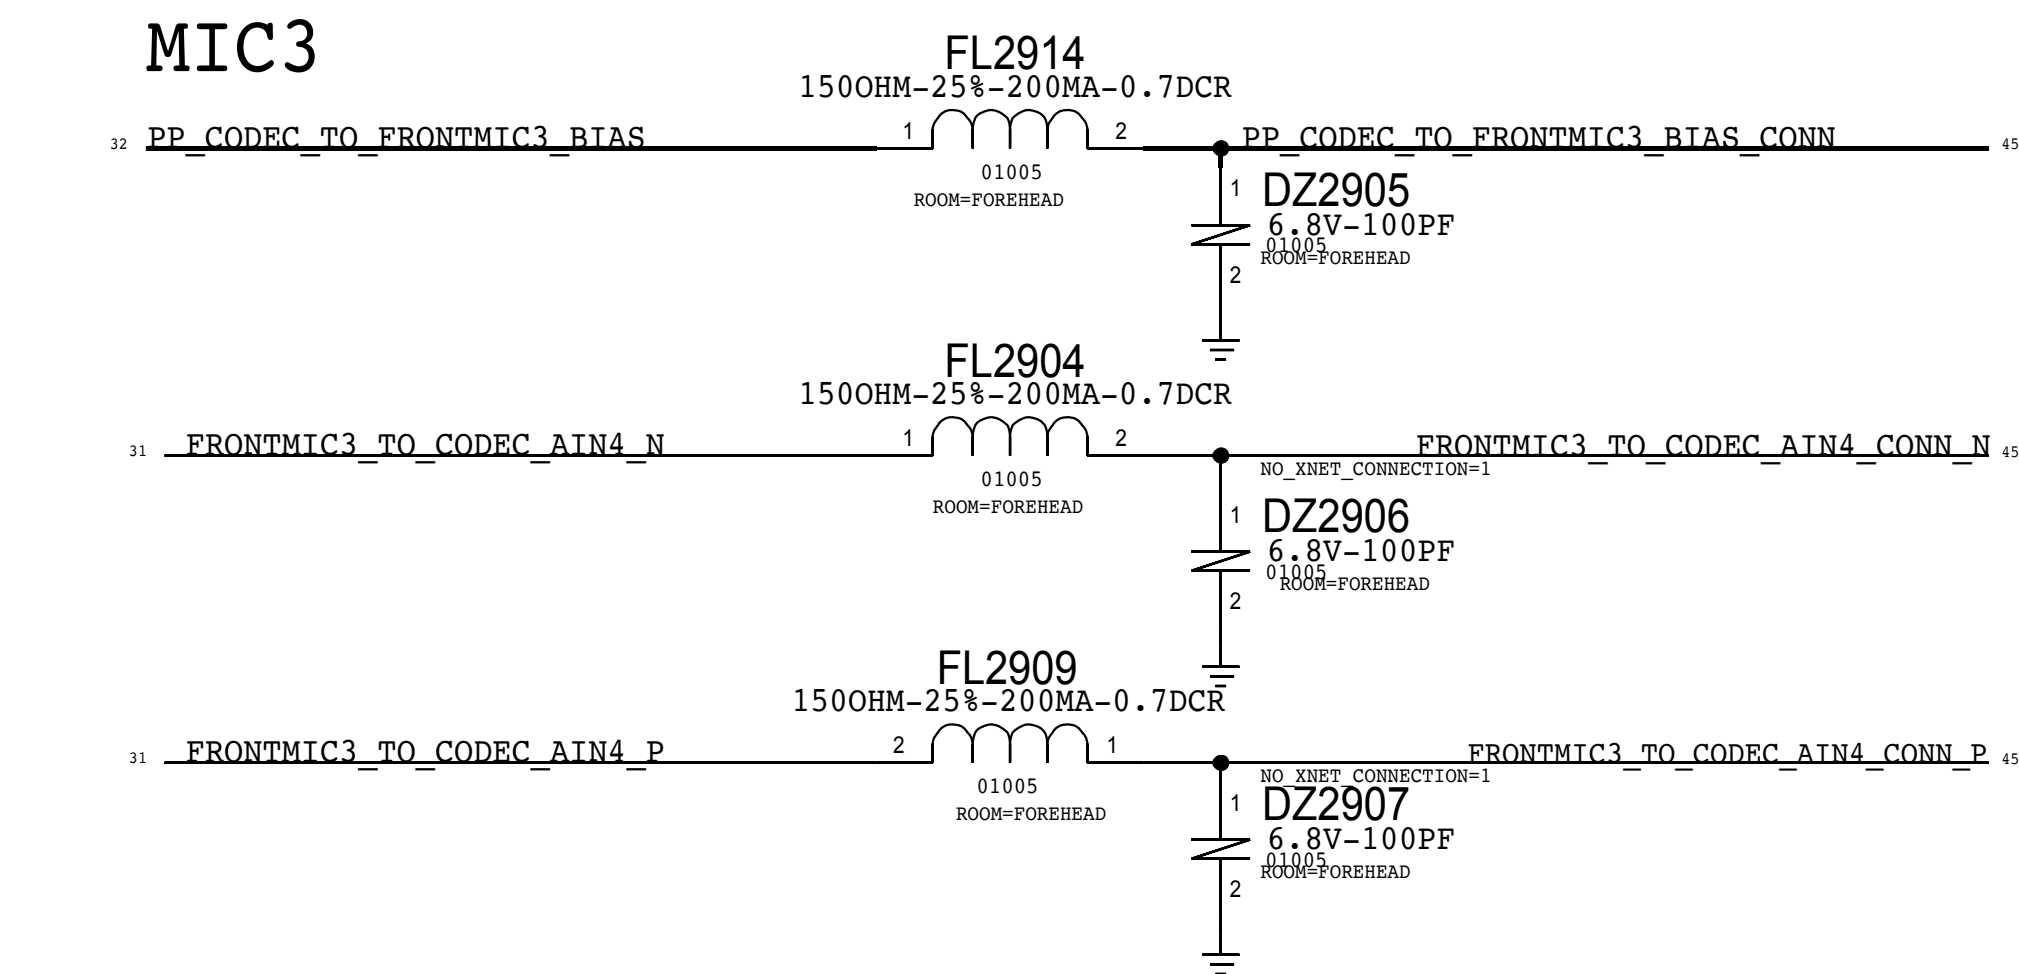 MIC3
FL2914
150OHM-25%-200MA-0.7DCR
32 PP_CODEC_TO_FRONTMIC3_BIAS 1 2 PP_CODEC_TO_FRONTMIC3_BIAS_CONN 45
01005
ROOM=FOREHEAD
1 DZ2905
6.8V-100PF
01005
ROOM=FOREHEAD
2
FL2904
150OHM-25%-200MA-0.7DCR
31 FRONTMIC3_TO_CODEC_AIN4_N 1 2 FRONTMIC3_TO_CODEC_AIN4_CONN_N 45
NO_XNET_CONNECTION=1
01005
ROOM=FOREHEAD
1 DZ2906
6.8V-100PF
01005
ROOM=FOREHEAD
2
FL2909
150OHM-25%-200MA-0.7DCR
31 FRONTMIC3_TO_CODEC_AIN4_P 2 1 FRONTMIC3_TO_CODEC_AIN4_CONN_P 45
NO_XNET_CONNECTION=1
01005
ROOM=FOREHEAD
1 DZ2907
6.8V-100PF
01005
ROOM=FOREHEAD
2